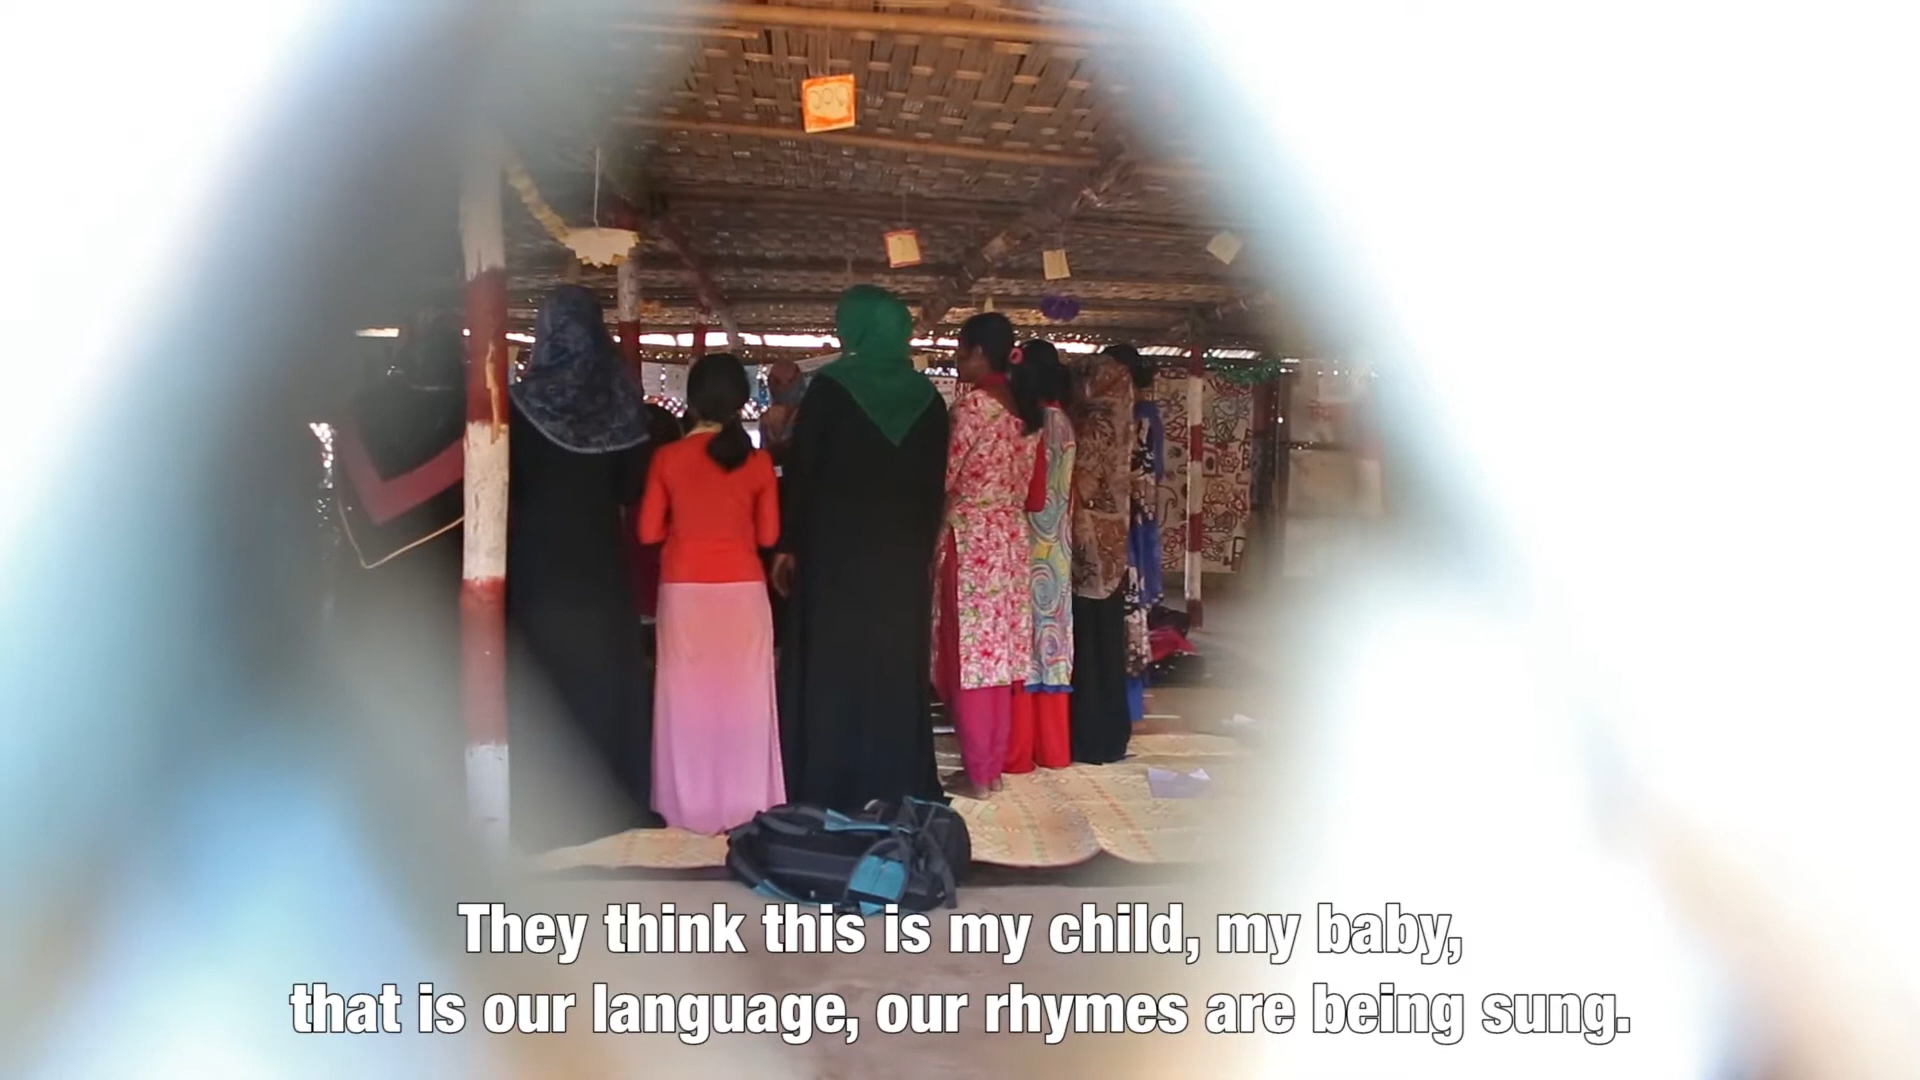 They think this is my child, my baby,
that is our language, our rhymes are being sung.